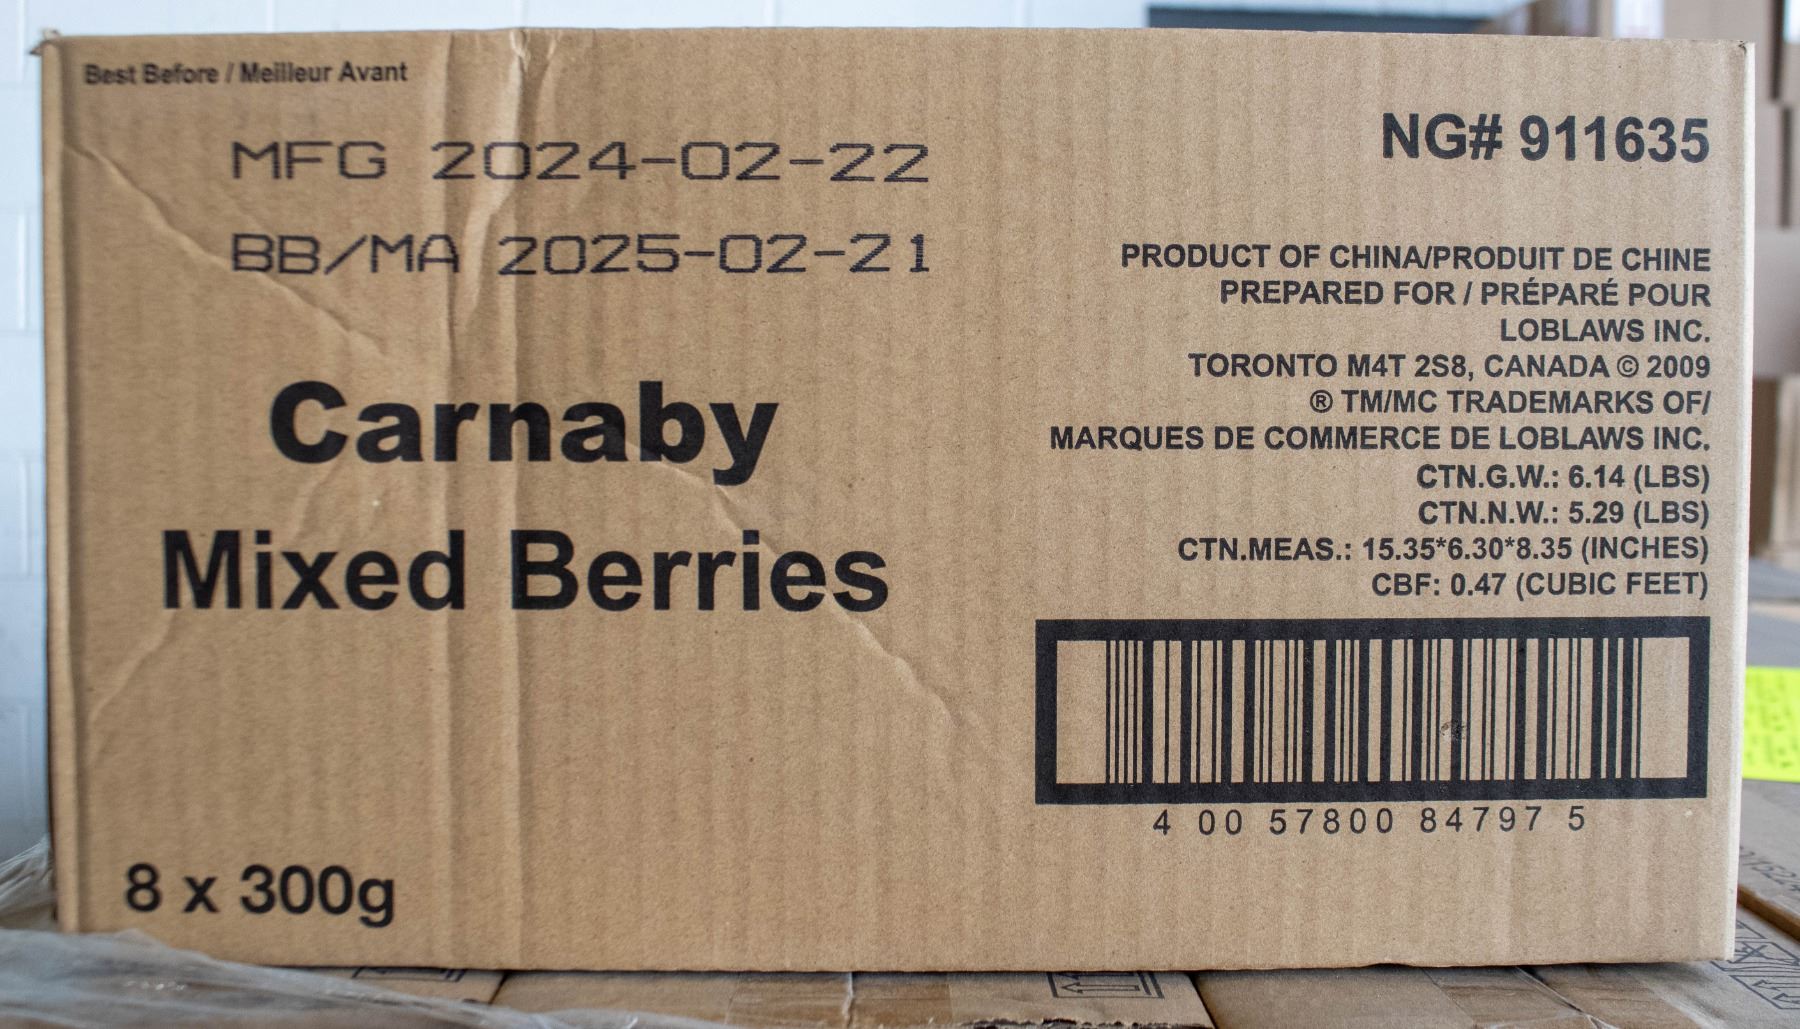 Best Before / Meilleur Avant
MFG 2024-02-22
BB/MA 2025-02-21
Carnaby
Mixed Berries
8 x 300g
NG# 911635
PRODUCT OF CHINA/PRODUIT DE CHINE
PREPARED FOR / PRÉPARÉ POUR
LOBLAWS INC.
TORONTO M4T 2S8, CANADA © 2009
® TM/MC TRADEMARKS OF/
MARQUES DE COMMERCE DE LOBLAWS INC.
CTN.G.W.: 6.14 (LBS)
CTN.N.W.: 5.29 (LBS)
CTN.MEAS.: 15.35*6.30*8.35 (INCHES)
CBF: 0.47 (CUBIC FEET)
4 00 57800 84797 5